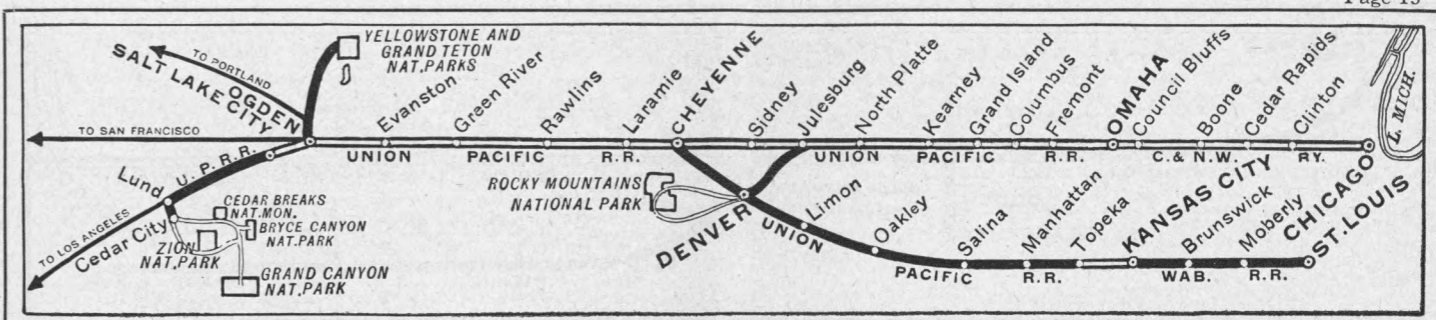 Page 15
YELLOWSTONE AND
GRAND TETON
NAT. PARKS
TO PORTLAND
SALT LAKE
CITY
OGDEN
TO SAN FRANCISCO
Evanston
Green River
Rawlins
Laramie
CHEYENNE
Sidney
Julesburg
North Platte
Kearney
Grand Island
Columbus
Fremont
OMAHA
Council Bluffs
Boone
Cedar Rapids
Clinton
L. MICH.
CHICAGO
UNION PACIFIC R.R. UNION PACIFIC R.R. C. & N.W. RY.
U. P. R. R.
Lund
TO LOS ANGELES
Cedar City
CEDAR BREAKS
NAT. MON.
BRYCE CANYON
NAT. PARK
ZION
NAT. PARK
GRAND CANYON
NAT. PARK
ROCKY MOUNTAINS
NATIONAL PARK
DENVER
Limon
Oakley
Salina
Manhattan
Topeka
KANSAS CITY
Brunswick
Moberly
ST. LOUIS
UNION PACIFIC R.R. WAB. R.R.